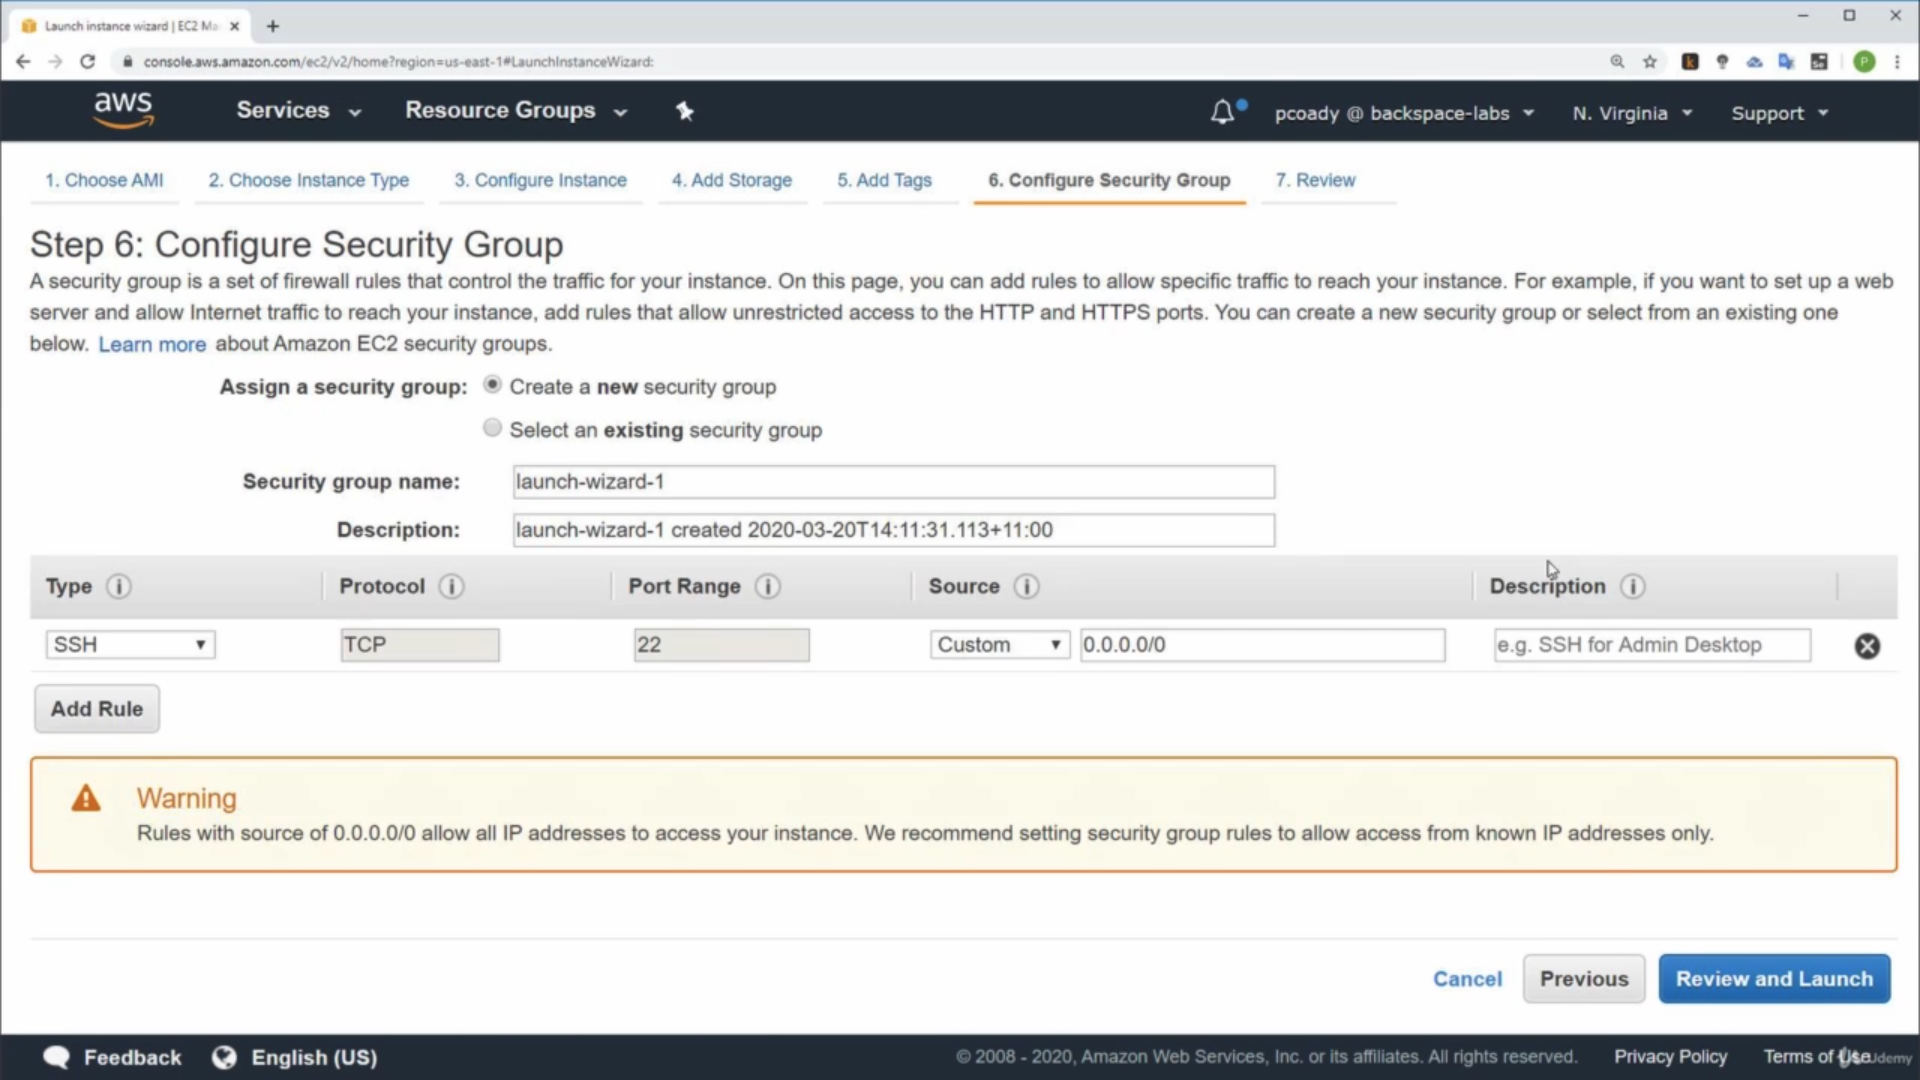 Launch instance wizard | EC2 Ma
console.aws.amazon.com/ec2/v2/home?region=us-east-1#LaunchInstanceWizard:
aws Services Resource Groups pcoady @ backspace-labs N. Virginia Support
1. Choose AMI 2. Choose Instance Type 3. Configure Instance 4. Add Storage 5. Add Tags 6. Configure Security Group 7. Review
Step 6: Configure Security Group
A security group is a set of firewall rules that control the traffic for your instance. On this page, you can add rules to allow specific traffic to reach your instance. For example, if you want to set up a web
server and allow Internet traffic to reach your instance, add rules that allow unrestricted access to the HTTP and HTTPS ports. You can create a new security group or select from an existing one
below. Learn more about Amazon EC2 security groups.
Assign a security group: Create a new security group
Select an existing security group
Security group name: launch-wizard-1
Description: launch-wizard-1 created 2020-03-20T14:11:31.113+11:00
Type i Protocol i Port Range i Source i Description i
SSH TCP 22 Custom 0.0.0.0/0 e.g. SSH for Admin Desktop
Add Rule
Warning
Rules with source of 0.0.0.0/0 allow all IP addresses to access your instance. We recommend setting security group rules to allow access from known IP addresses only.
Cancel Previous Review and Launch
Feedback English (US) © 2008 - 2020, Amazon Web Services, Inc. or its affiliates. All rights reserved. Privacy Policy Terms of Use Udemy